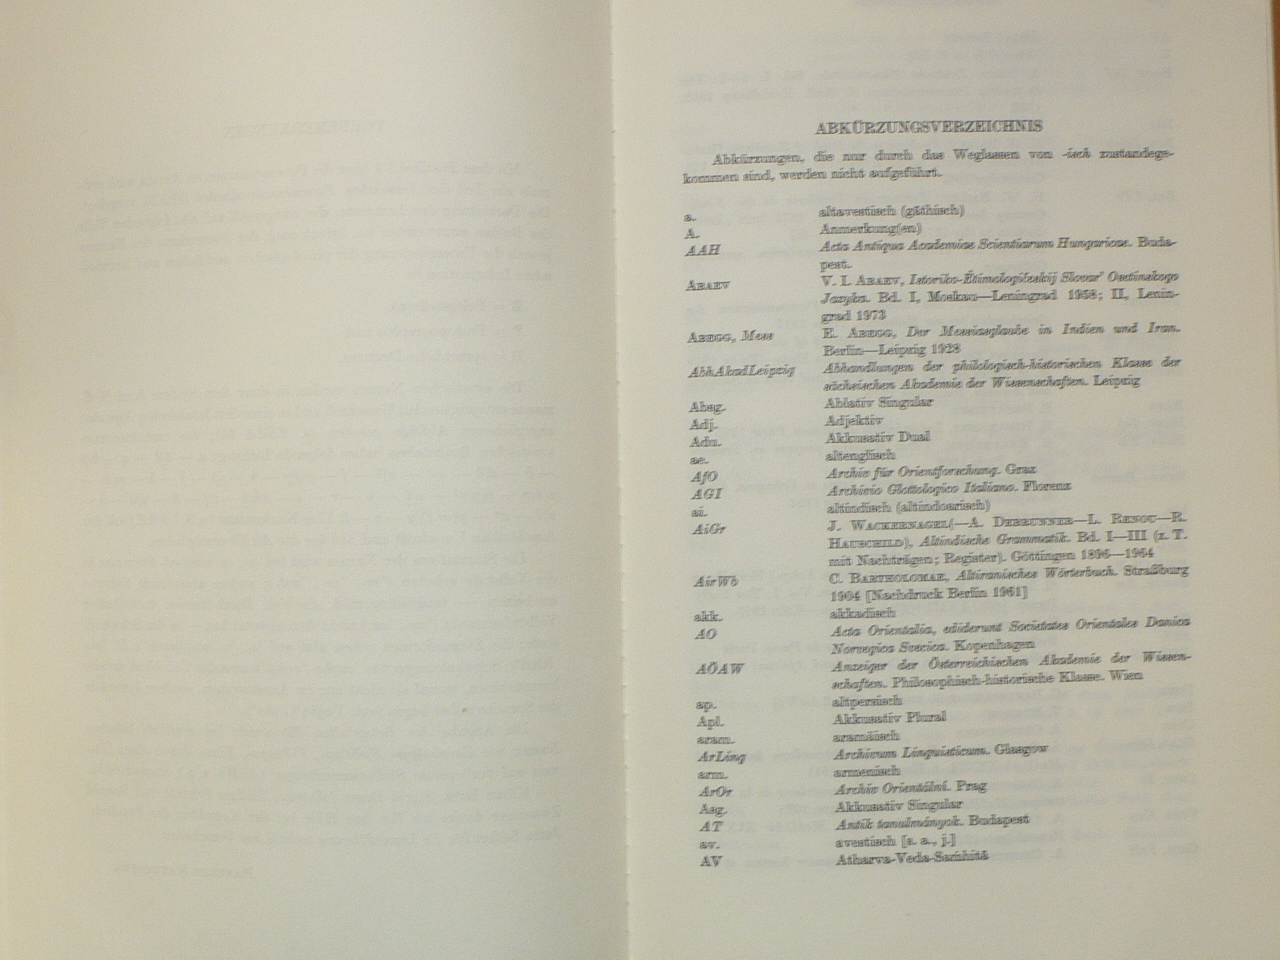 ABKÜRZUNGSVERZEICHNIS
Abkürzungen, die nur durch das Weglassen von -isch zustandege-
kommen sind, werden nicht aufgeführt.
a. altavestisch (gāthisch)
A. Anmerkung(en)
AAH Acta Antiqua Academiae Scientiarum Hungaricae. Buda-
pest.
ABAEV V. I. ABAEV, Istoriko-Ėtimologičeskij Slovar' Osetinskogo
Jazyka. Bd. I, Moskau—Leningrad 1958; II, Lenin-
grad 1973
ABEGG, Mess E. ABEGG, Der Messiasglaube in Indien und Iran.
Berlin—Leipzig 1928
AbhAkadLeipzig Abhandlungen der philologisch-historischen Klasse der
sächsischen Akademie der Wissenschaften. Leipzig
Absg. Ablativ Singular
Adj. Adjektiv
Adu. Akkusativ Dual
ae. altenglisch
AfO Archiv für Orientforschung. Graz
AGI Archivio Glottologico Italiano. Florenz
ai. altindisch (altindoarisch)
AiGr J. WACKERNAGEL(—A. DEBRUNNER—L. RENOU—R.
HAUSCHILD), Altindische Grammatik. Bd. I—III (z. T.
mit Nachträgen; Register). Göttingen 1896—1964
AirWb C. BARTHOLOMAE, Altiranisches Wörterbuch. Straßburg
1904 [Nachdruck Berlin 1961]
akk. akkadisch
AO Acta Orientalia, ediderunt Societates Orientales Danica
Norvegica Svecica. Kopenhagen
AÖAW Anzeiger der Österreichischen Akademie der Wissen-
schaften. Philosophisch-historische Klasse. Wien
ap. altpersisch
Apl. Akkusativ Plural
aram. aramäisch
ArLing Archivum Linguisticum. Glasgow
arm. armenisch
ArOr Archiv Orientální. Prag
Asg. Akkusativ Singular
AT Antik tanulmányok. Budapest
av. avestisch [s. a., j.]
AV Atharva-Veda-Saṁhitā